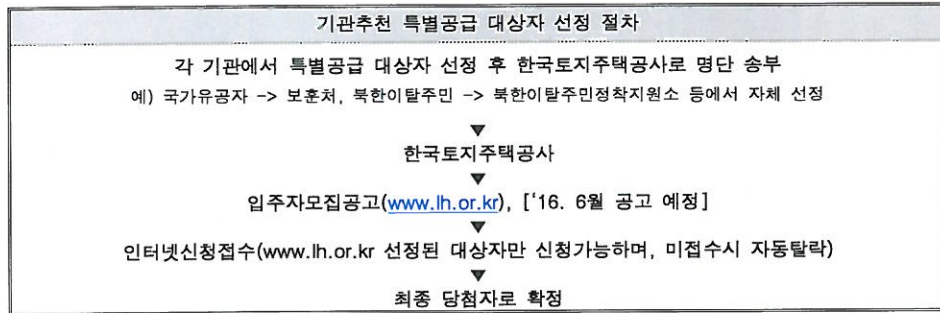 기관추천 특별공급 대상자 선정 절차
각 기관에서 특별공급 대상자 선정 후 한국토지주택공사로 명단 송부
예) 국가유공자 -> 보훈처, 북한이탈주민 -> 북한이탈주민정착지원소 등에서 자체 선정
▼
한국토지주택공사
▼
입주자모집공고(www.lh.or.kr), [‘16. 6월 공고 예정]
▼
인터넷신청접수(www.lh.or.kr 선정된 대상자만 신청가능하며, 미접수시 자동탈락)
▼
최종 당첨자로 확정